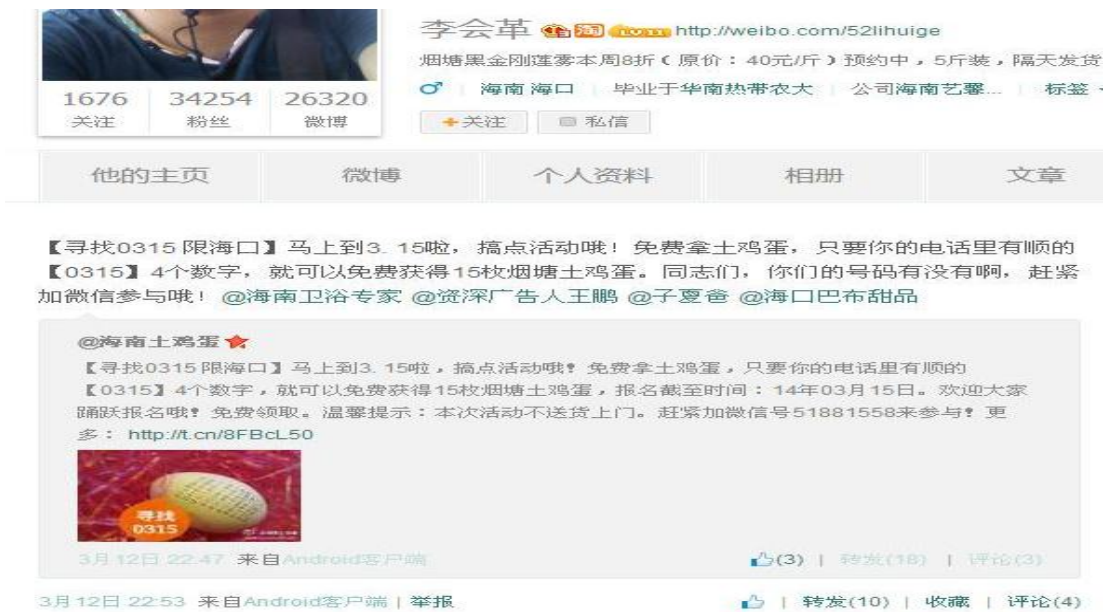 李会革 http://weibo.com/52lihuige
烟塘黑金刚莲雾本周8折（原价：40元/斤）预约中，5斤装，隔天发货
1676 34254 26320
关注 粉丝 微博
♂ 海南 海口 毕业于华南热带农大 公司海南艺馨... 标签
+关注 私信
他的主页 微博 个人资料 相册 文章
【寻找0315 限海口】马上到3. 15啦，搞点活动哦！免费拿土鸡蛋，只要你的电话里有顺的
【0315】4个数字，就可以免费获得15枚烟塘土鸡蛋。同志们，你们的号码有没有啊，赶紧
加微信参与哦！@海南卫浴专家 @资深广告人王鹏 @子夏爸 @海口巴布甜品
@海南土鸡蛋
【寻找0315 限海口】马上到3. 15啦，搞点活动哦！免费拿土鸡蛋，只要你的电话里有顺的
【0315】4个数字，就可以免费获得15枚烟塘土鸡蛋，报名截至时间：14年03月15日。欢迎大家
踊跃报名哦！免费领取。温馨提示：本次活动不送货上门。赶紧加微信号51881558来参与！更
多：http://t.cn/8FBcL50
寻找
0315
3月12日 22:47 来自Android客户端 (3) | 转发(18) | 评论(3)
3月12日 22:53 来自Android客户端 | 举报 | 转发(10) | 收藏 | 评论(4)